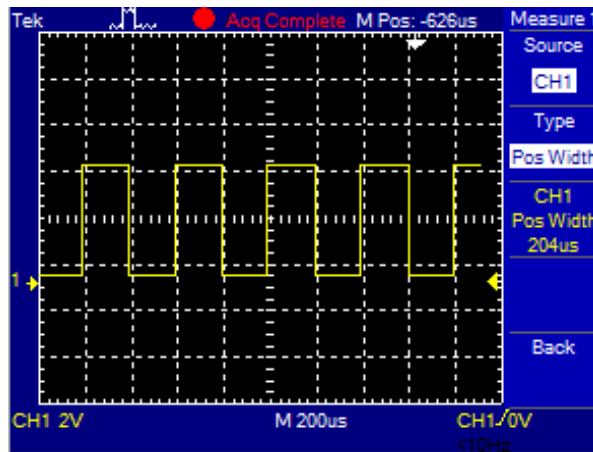 Tek Acq Complete M Pos: -626us Measure 1
Source
CH1
Type
Pos Width
CH1
Pos Width
204us
1
Back
CH1 2V M 200us CH1 0V
<10Hz